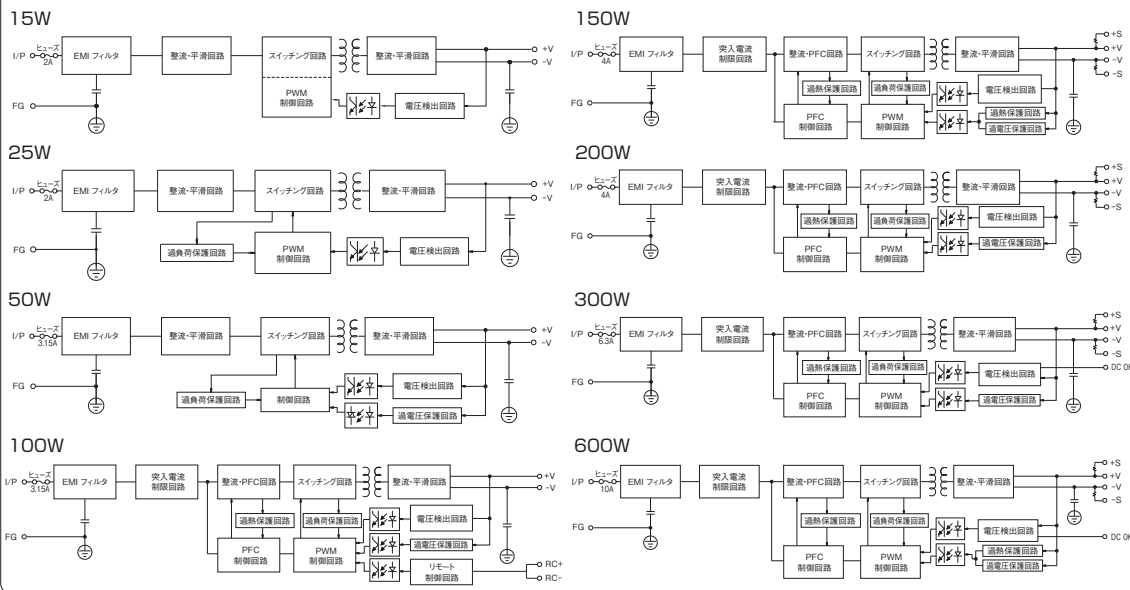 15W
I/P
ヒューズ
2A
EMI フィルタ
整流・平滑回路
スイッチング回路
整流・平滑回路
+V
-V
PWM
制御回路
電圧検出回路
FG
25W
I/P
ヒューズ
2A
EMI フィルタ
整流・平滑回路
スイッチング回路
整流・平滑回路
+V
-V
過負荷保護回路
PWM
制御回路
電圧検出回路
FG
50W
I/P
ヒューズ
3.15A
EMI フィルタ
整流・平滑回路
スイッチング回路
整流・平滑回路
+V
-V
過負荷保護回路
制御回路
電圧検出回路
過電圧保護回路
FG
100W
I/P
ヒューズ
3.15A
EMI フィルタ
突入電流
制限回路
整流・PFC回路
スイッチング回路
整流・平滑回路
+V
-V
過熱保護回路
過負荷保護回路
電圧検出回路
過電圧保護回路
FG
PFC
制御回路
PWM
制御回路
リモート
制御回路
RC+
RC-
150W
I/P
ヒューズ
4A
EMI フィルタ
突入電流
制限回路
整流・PFC回路
スイッチング回路
整流・平滑回路
+S
+V
-V
-S
過熱保護回路
過負荷保護回路
電圧検出回路
過熱保護回路
過電圧保護回路
FG
PFC
制御回路
PWM
制御回路
200W
I/P
ヒューズ
4A
EMI フィルタ
突入電流
制限回路
整流・PFC回路
スイッチング回路
整流・平滑回路
+S
+V
-V
-S
過熱保護回路
過負荷保護回路
電圧検出回路
過電圧保護回路
FG
PFC
制御回路
PWM
制御回路
300W
I/P
ヒューズ
6.3A
EMI フィルタ
突入電流
制限回路
整流・PFC回路
スイッチング回路
整流・平滑回路
+S
+V
-V
-S
DC OK
過熱保護回路
過負荷保護回路
電圧検出回路
過電圧保護回路
FG
PFC
制御回路
PWM
制御回路
600W
I/P
ヒューズ
10A
EMI フィルタ
突入電流
制限回路
整流・PFC回路
スイッチング回路
整流・平滑回路
+S
+V
-V
-S
DC OK
過熱保護回路
過負荷保護回路
電圧検出回路
過熱保護回路
過電圧保護回路
FG
PFC
制御回路
PWM
制御回路